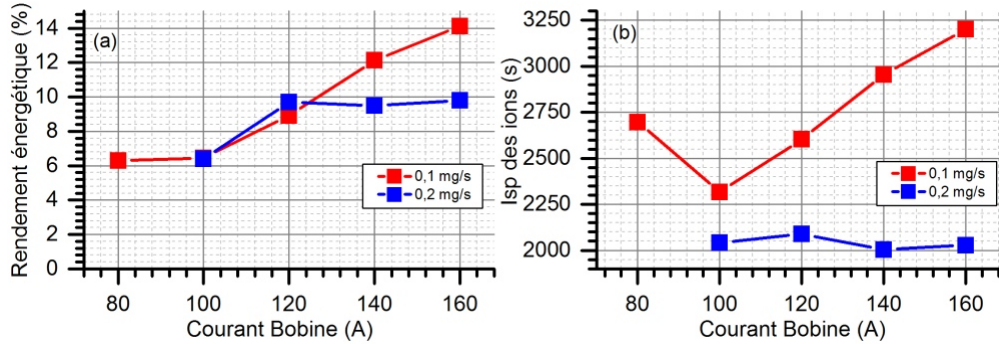 Rendement énergétique (%)
14
12
10
8
6
4
2
0
(a)
0,1 mg/s
0,2 mg/s
80 100 120 140 160
Courant Bobine (A)
Isp des ions (s)
3250
3000
2750
2500
2250
2000
(b)
0,1 mg/s
0,2 mg/s
80 100 120 140 160
Courant Bobine (A)